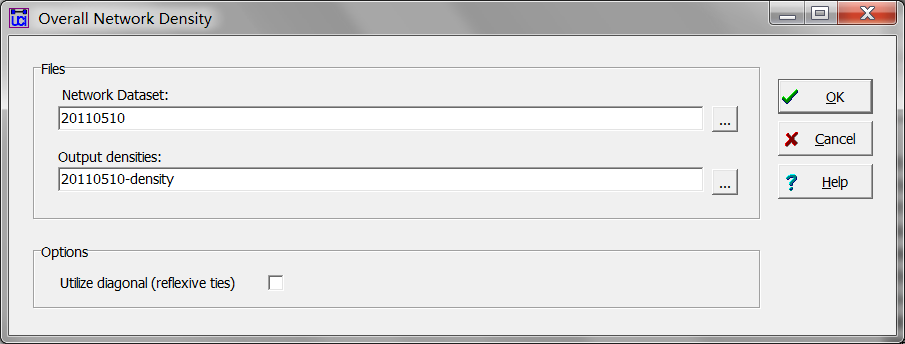 UCI Overall Network Density
Files
Network Dataset:
20110510
...
Output densities:
20110510-density
...
Options
Utilize diagonal (reflexive ties)
OK
Cancel
? Help